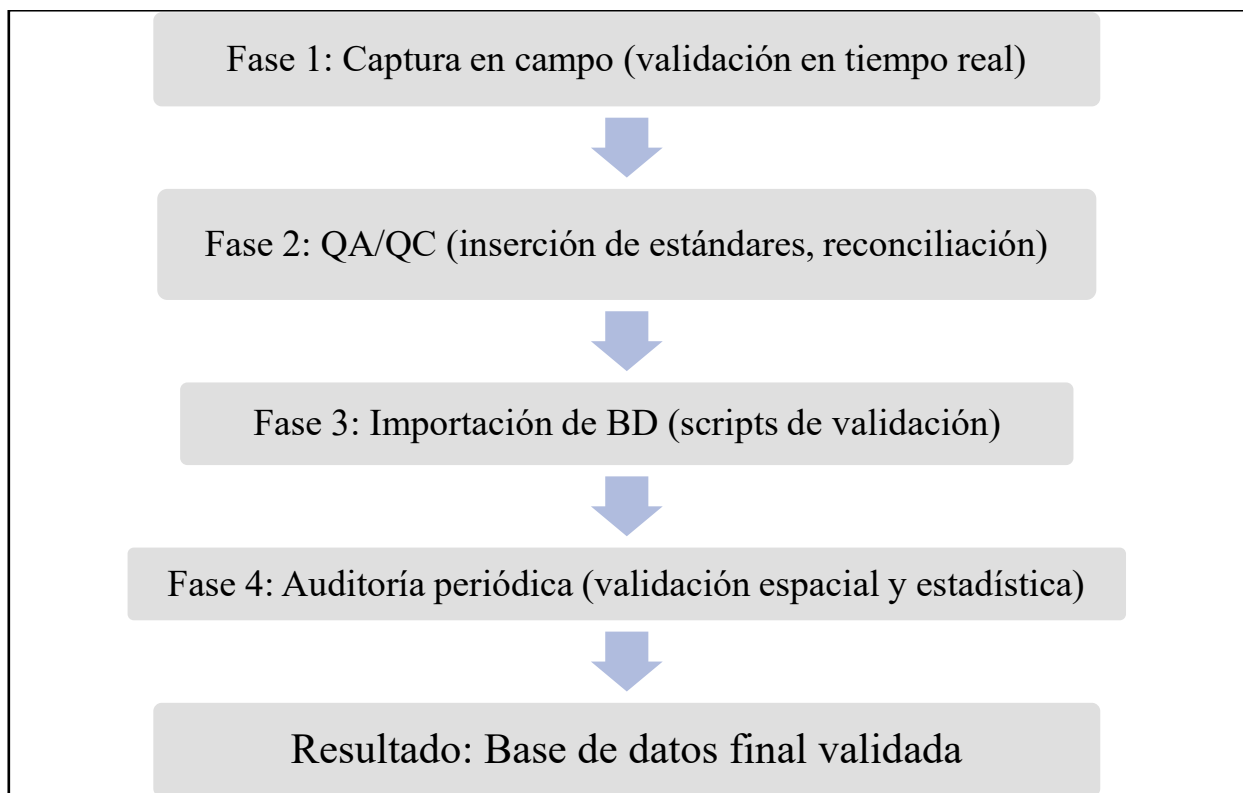 Fase 1: Captura en campo (validación en tiempo real)
Fase 2: QA/QC (inserción de estándares, reconciliación)
Fase 3: Importación de BD (scripts de validación)
Fase 4: Auditoría periódica (validación espacial y estadística)
Resultado: Base de datos final validada